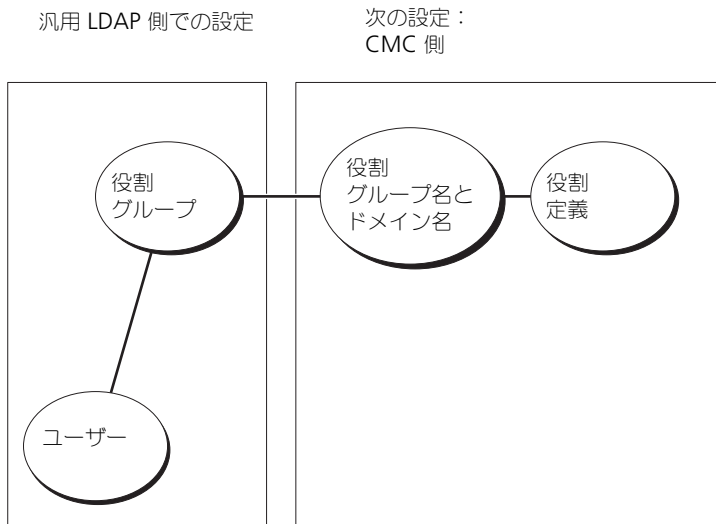 汎用 LDAP 側での設定
次の設定：
CMC 側
役割
グループ
役割
グループ名と
ドメイン名
役割
定義
ユーザー